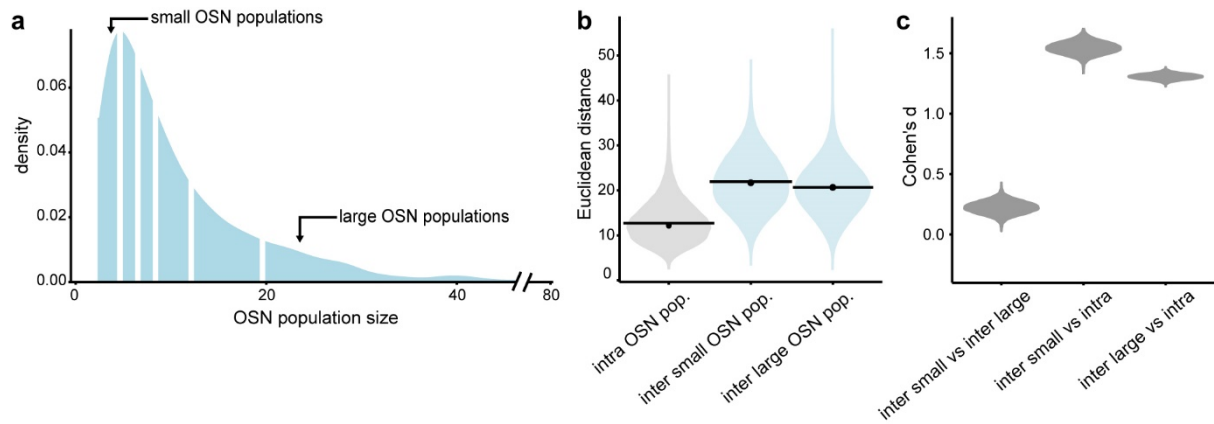 a
small OSN populations
large OSN populations
density
0.06
0.04
0.02
0.00
0
20
40
80
OSN population size
b
Euclidean distance
50
40
30
20
10
0
intra OSN pop.
inter small OSN pop.
inter large OSN pop.
c
Cohen's d
1.5
1.0
0.5
0.0
inter small vs inter large
inter small vs intra
inter large vs intra